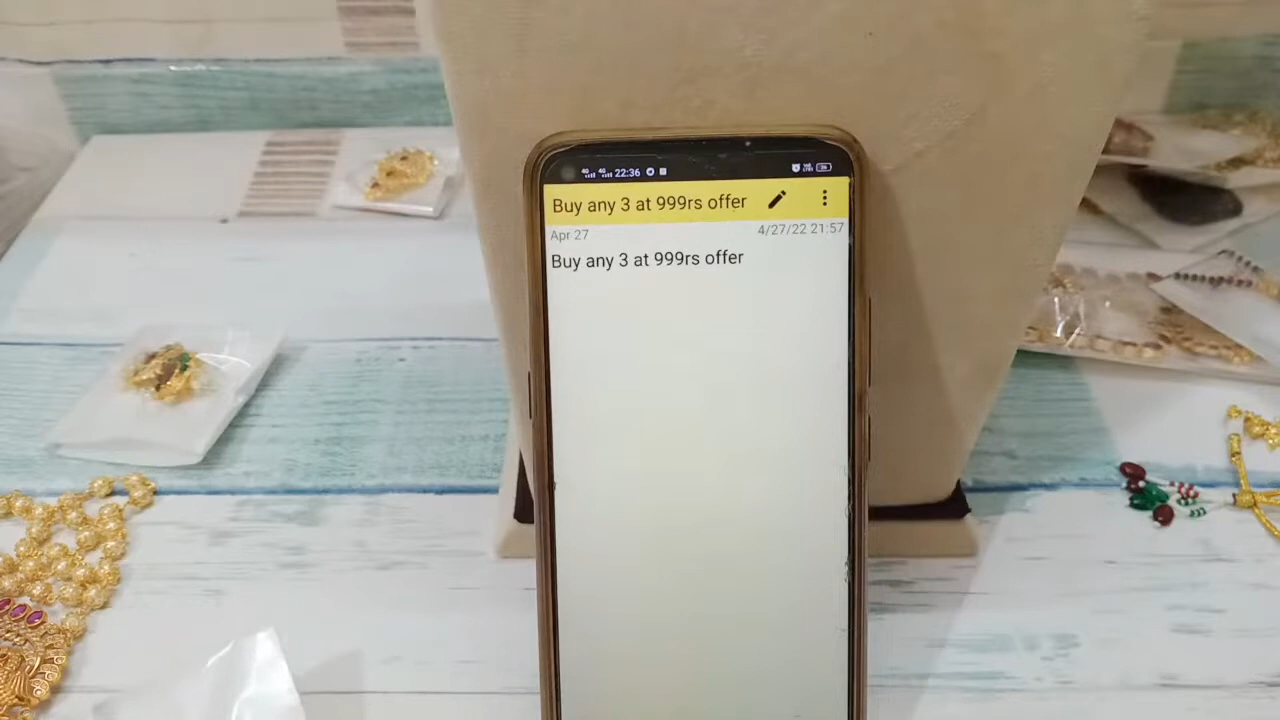 22:36
Buy any 3 at 999rs offer
Apr 27
4/27/22 21:57
Buy any 3 at 999rs offer